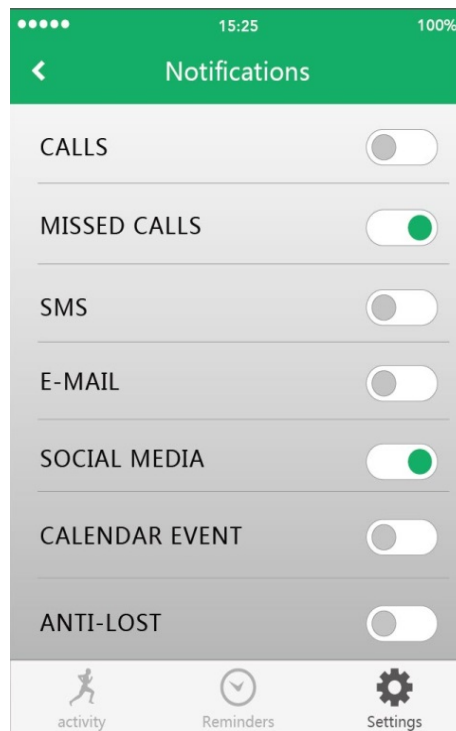 15:25 100%
Notifications
CALLS
MISSED CALLS
SMS
E-MAIL
SOCIAL MEDIA
CALENDAR EVENT
ANTI-LOST
activity Reminders Settings